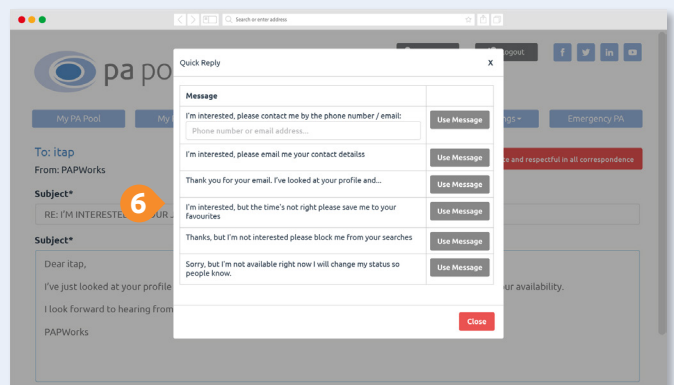 Search or enter address
ogout
pa po
Quick Reply
X
My PA Pool
My
ngs
Emergency PA
Message
I'm interested, please contact me by the phone number / email:
Phone number or email address...
Use Message
I'm interested, please email me your contact detailss
Use Message
Thank you for your email. I've looked at your profile and...
Use Message
I'm interested, but the time's not right please save me to your
favourites
Use Message
Thanks, but I'm not interested please block me from your searches
Use Message
Sorry, but I'm not available right now I will change my status so
people know.
Use Message
Close
To: itap
From: PAPWorks
te and respectful in all correspondence
Subject*
RE: I'M INTERESTE
UR J
6
Subject*
Dear itap,
I've just looked at your profile
ur availability.
I look forward to hearing from
PAPWorks